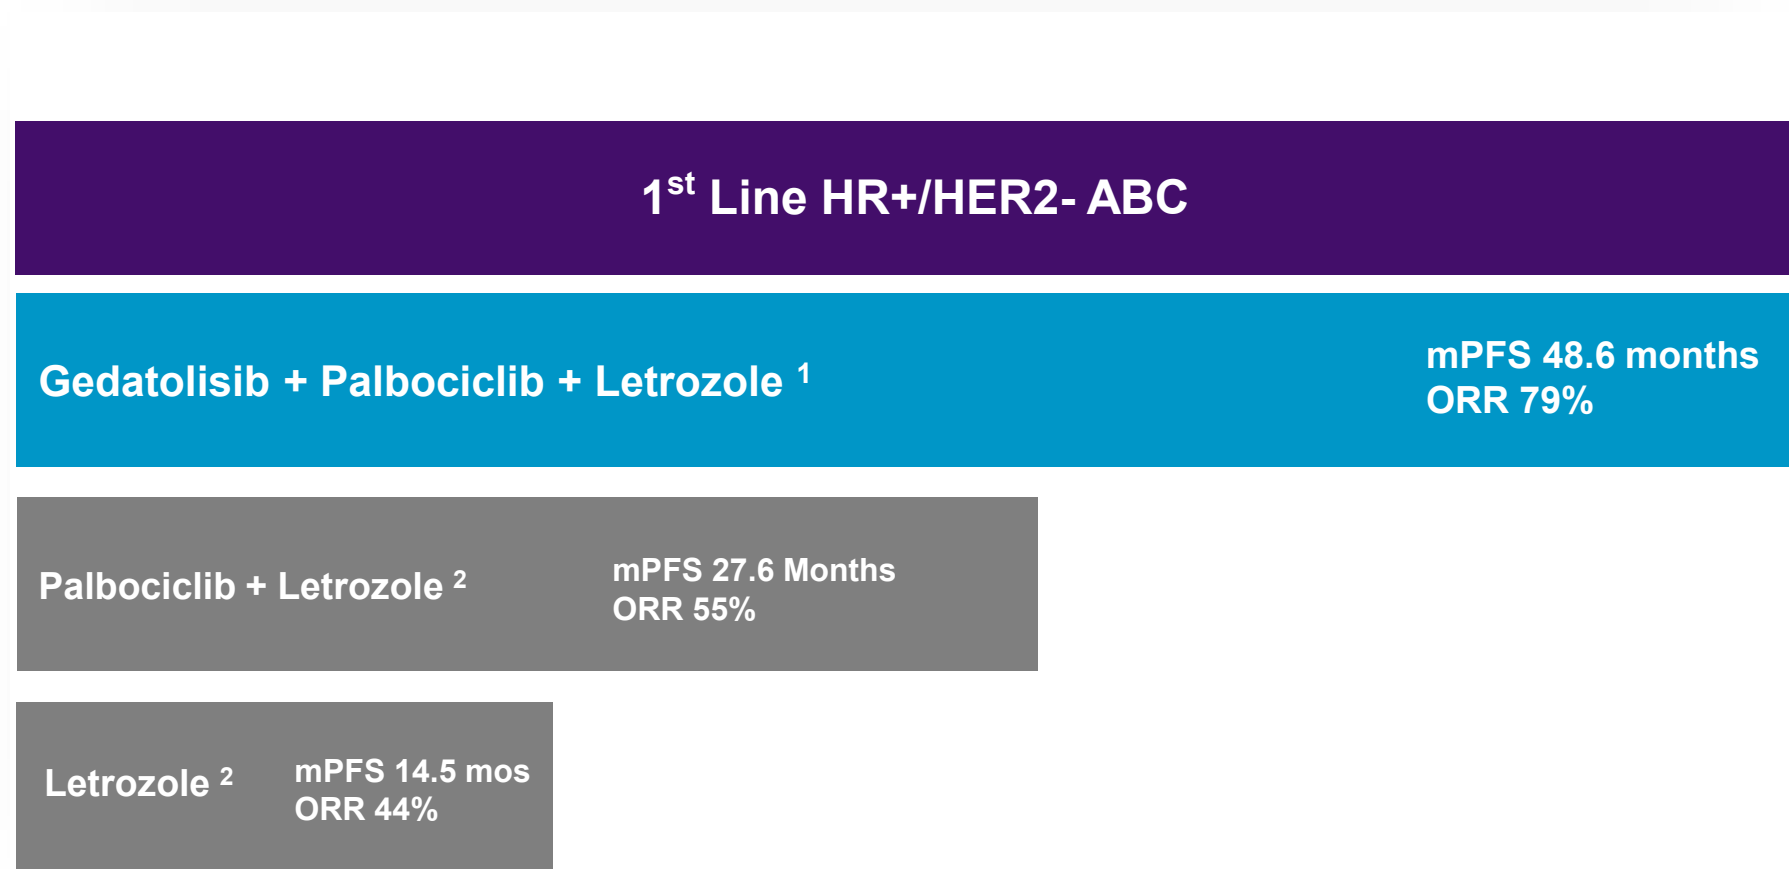 1st Line HR+/HER2- ABC
Gedatolisib + Palbociclib + Letrozole 1
mPFS 48.6 months
ORR 79%
Palbociclib + Letrozole 2
mPFS 27.6 Months
ORR 55%
Letrozole 2
mPFS 14.5 mos
ORR 44%